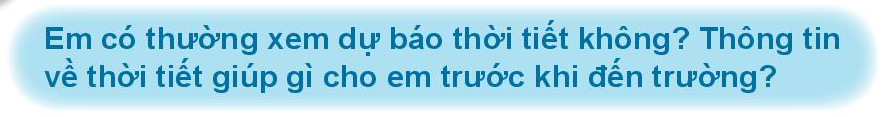 Em có thường xem dự báo thời tiết không? Thông tin
về thời tiết giúp gì cho em trước khi đến trường?